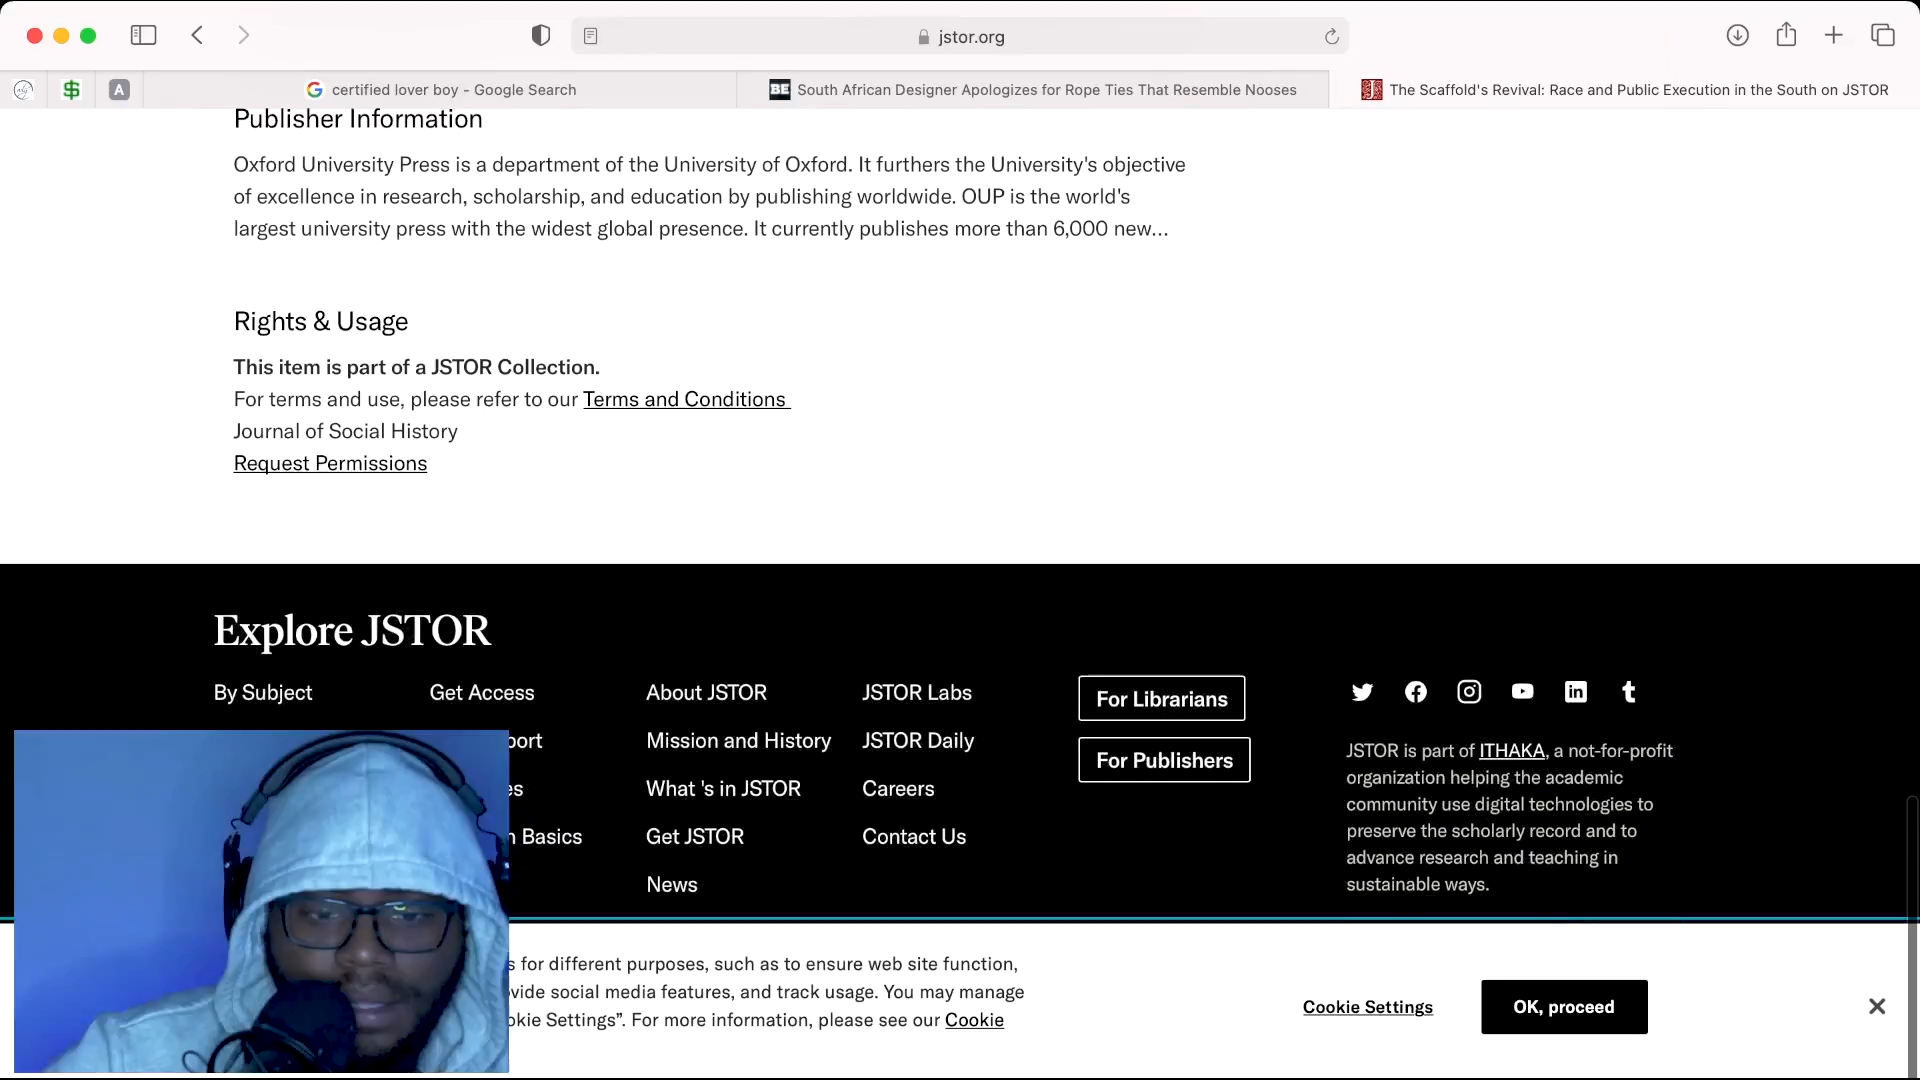 jstor.org
$
A
certified lover boy - Google Search
BE
South African Designer Apologizes for Rope Ties That Resemble Nooses
The Scaffold's Revival: Race and Public Execution in the South on JSTOR
Publisher Information
Oxford University Press is a department of the University of Oxford. It furthers the University's objective
of excellence in research, scholarship, and education by publishing worldwide. OUP is the world's
largest university press with the widest global presence. It currently publishes more than 6,000 new...
Rights & Usage
This item is part of a JSTOR Collection.
For terms and use, please refer to our Terms and Conditions
Journal of Social History
Request Permissions
Explore JSTOR
By Subject
Get Access
port
es
n Basics
About JSTOR
Mission and History
What 's in JSTOR
Get JSTOR
News
JSTOR Labs
JSTOR Daily
Careers
Contact Us
For Librarians
For Publishers
JSTOR is part of ITHAKA, a not-for-profit
organization helping the academic
community use digital technologies to
preserve the scholarly record and to
advance research and teaching in
sustainable ways.
s for different purposes, such as to ensure web site function,
vide social media features, and track usage. You may manage
okie Settings”. For more information, please see our Cookie
Cookie Settings
OK, proceed